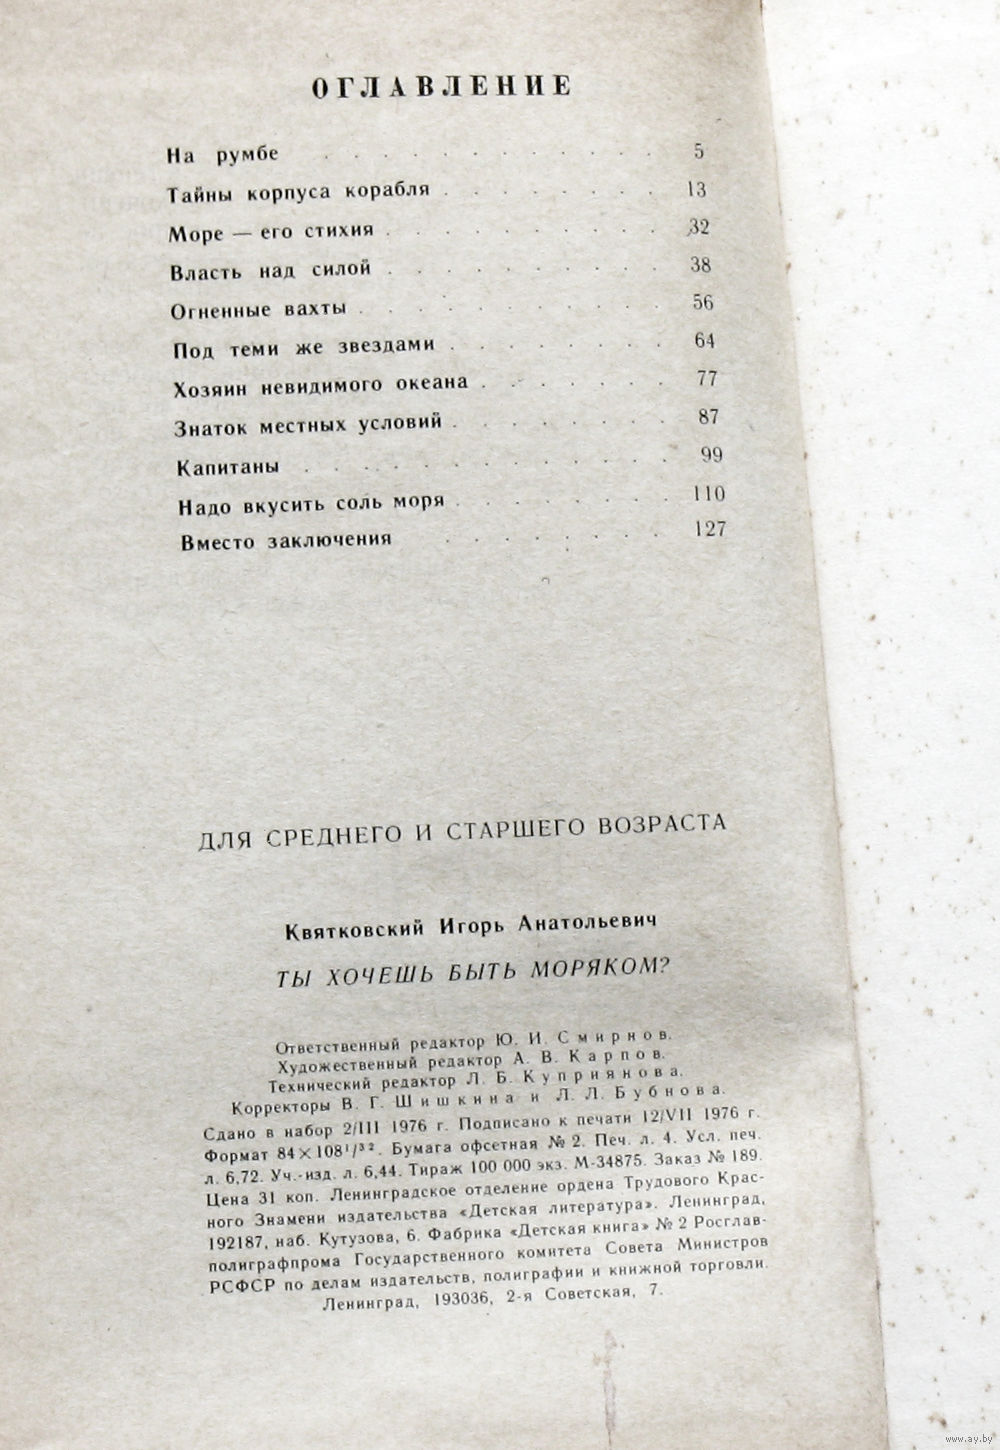 ОГЛАВЛЕНИЕ
На румбе . . . . . . . . . . . . 5
Тайны корпуса корабля . . . . . . . . 13
Море — его стихия . . . . . . . . . . 32
Власть над силой . . . . . . . . . . 38
Огненные вахты . . . . . . . . . . . 56
Под теми же звездами . . . . . . . . 64
Хозяин невидимого океана . . . . . . . 77
Знаток местных условий . . . . . . . . 87
Капитаны . . . . . . . . . . . . . 99
Надо вкусить соль моря . . . . . . . . 110
Вместо заключения . . . . . . . . 127
ДЛЯ СРЕДНЕГО И СТАРШЕГО ВОЗРАСТА
Квятковский Игорь Анатольевич
ТЫ ХОЧЕШЬ БЫТЬ МОРЯКОМ?
Ответственный редактор Ю. И. Смирнов.
Художественный редактор А. В. Карпов.
Технический редактор Л. Б. Куприянова.
Корректоры В. Г. Шишкина и Л. Л. Бубнова.
Сдано в набор 2/III 1976 г. Подписано к печати 12/VII 1976 г.
Формат 84×108¹/³². Бумага офсетная № 2. Печ. л. 4. Усл. печ.
л. 6,72. Уч.-изд. л. 6,44. Тираж 100 000 экз. М-34875. Заказ № 189.
Цена 31 коп. Ленинградское отделение ордена Трудового Крас-
ного Знамени издательства «Детская литература». Ленинград,
192187, наб. Кутузова, 6. Фабрика «Детская книга» № 2 Росглав-
полиграфпрома Государственного комитета Совета Министров
РСФСР по делам издательств, полиграфии и книжной торговли.
Ленинград, 193036, 2-я Советская, 7.
www.ay.by